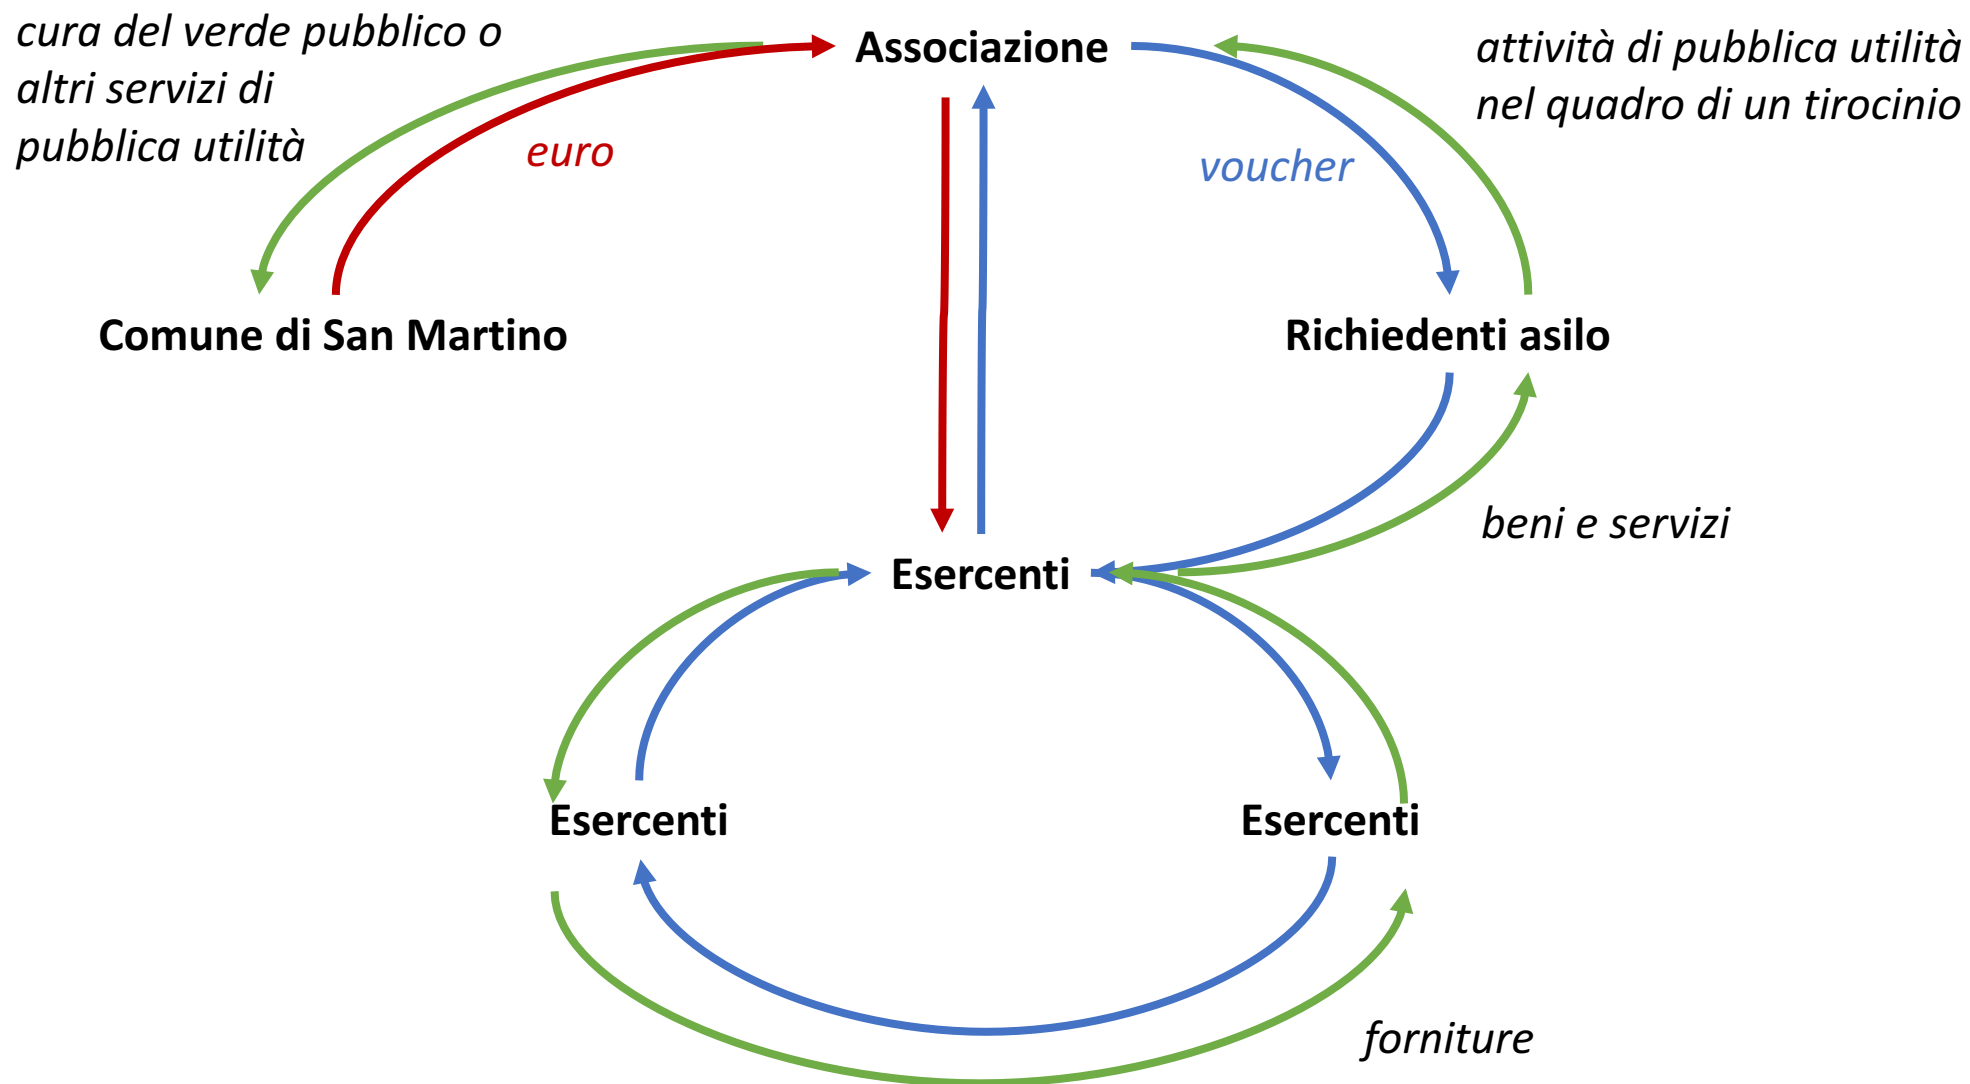 cura del verde pubblico o
altri servizi di
pubblica utilità
euro
Associazione
voucher
attività di pubblica utilità
nel quadro di un tirocinio
Comune di San Martino
Richiedenti asilo
beni e servizi
Esercenti
Esercenti
Esercenti
forniture